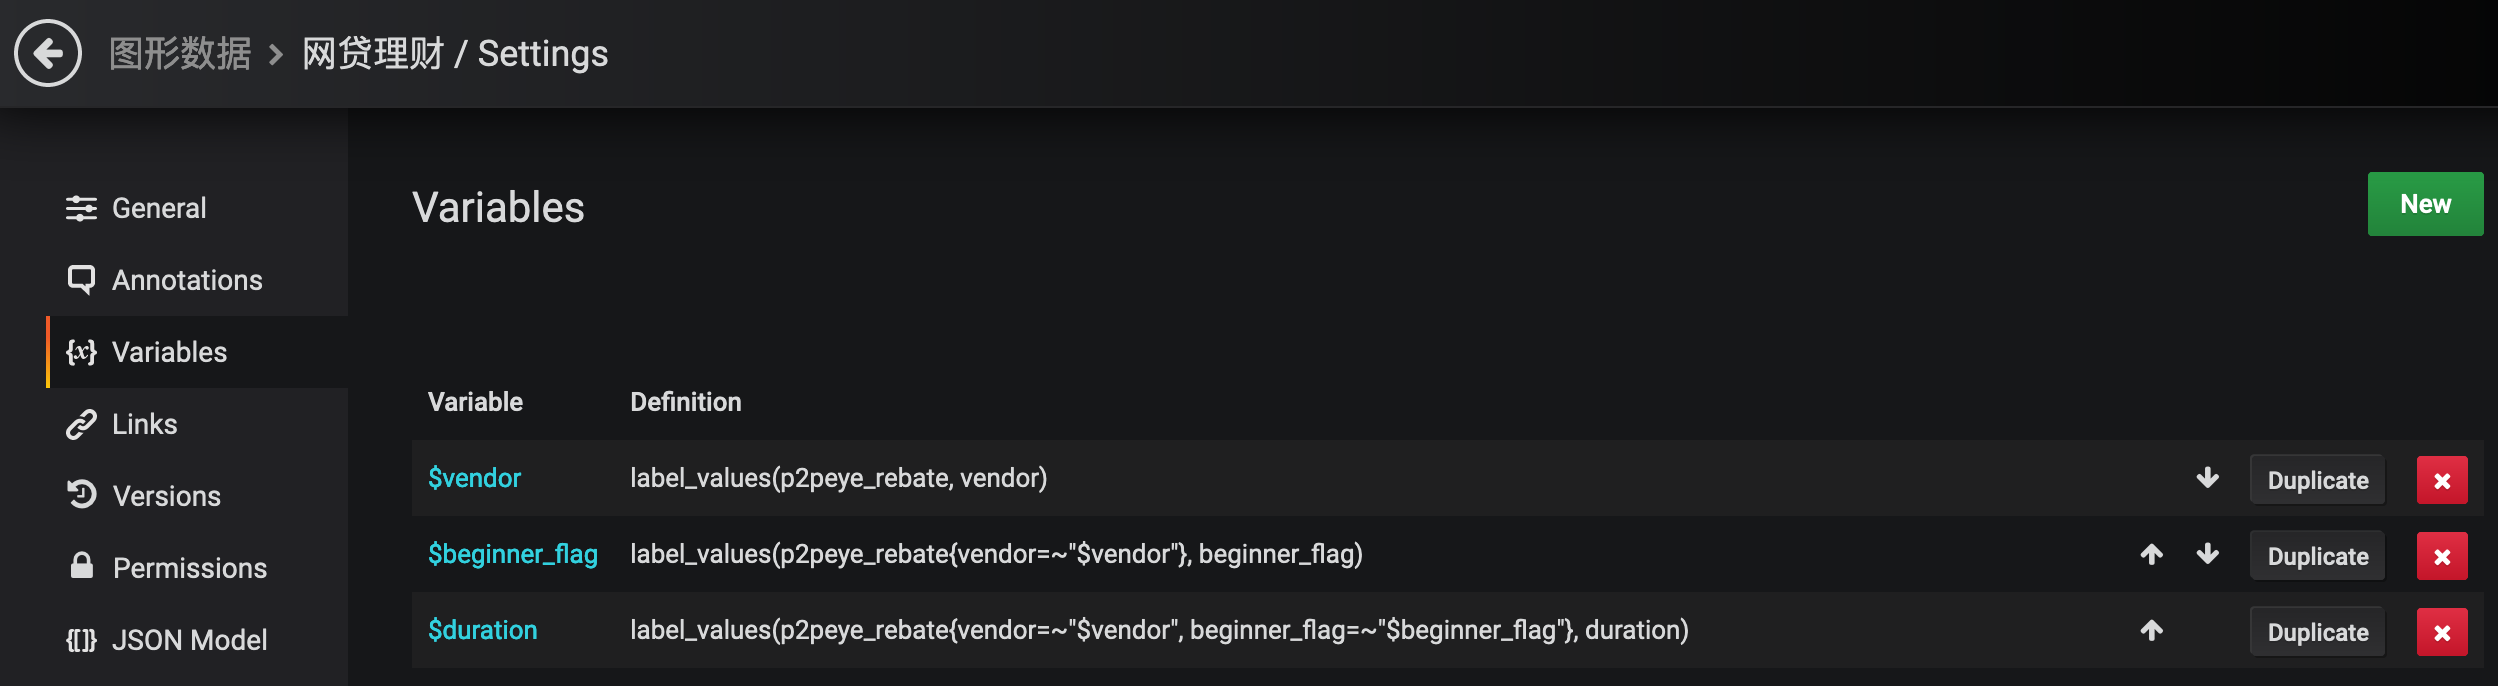 图形数据 > 网贷理财 / Settings
General
Annotations
Variables
Links
Versions
Permissions
JSON Model
Variables
New
Variable Definition
$vendor label_values(p2peye_rebate, vendor) Duplicate
$beginner_flag label_values(p2peye_rebate{vendor=~"$vendor"}, beginner_flag) Duplicate
$duration label_values(p2peye_rebate{vendor=~"$vendor", beginner_flag=~"$beginner_flag"}, duration) Duplicate